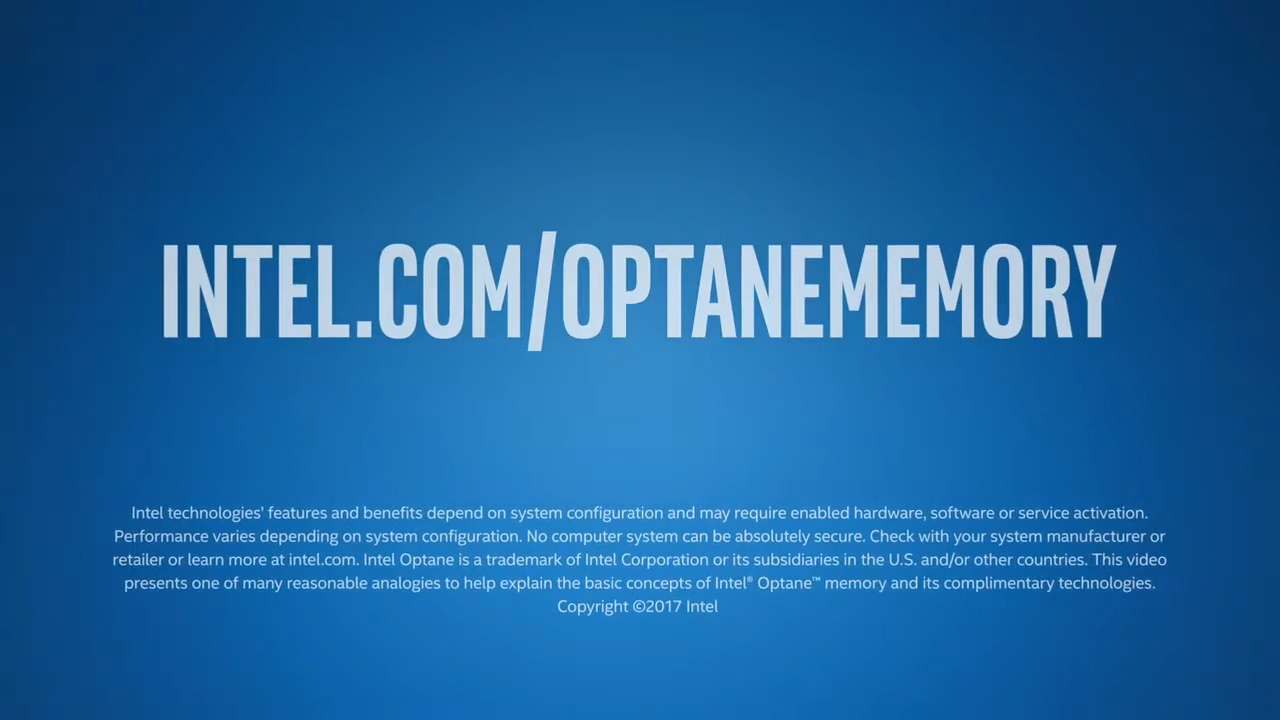 INTEL.COM/OPTANEMEMORY
Intel technologies' features and benefits depend on system configuration and may require enabled hardware, software or service activation.
Performance varies depending on system configuration. No computer system can be absolutely secure. Check with your system manufacturer or
retailer or learn more at intel.com. Intel Optane is a trademark of Intel Corporation or its subsidiaries in the U.S. and/or other countries. This video
presents one of many reasonable analogies to help explain the basic concepts of Intel® Optane™ memory and its complimentary technologies.
Copyright ©2017 Intel